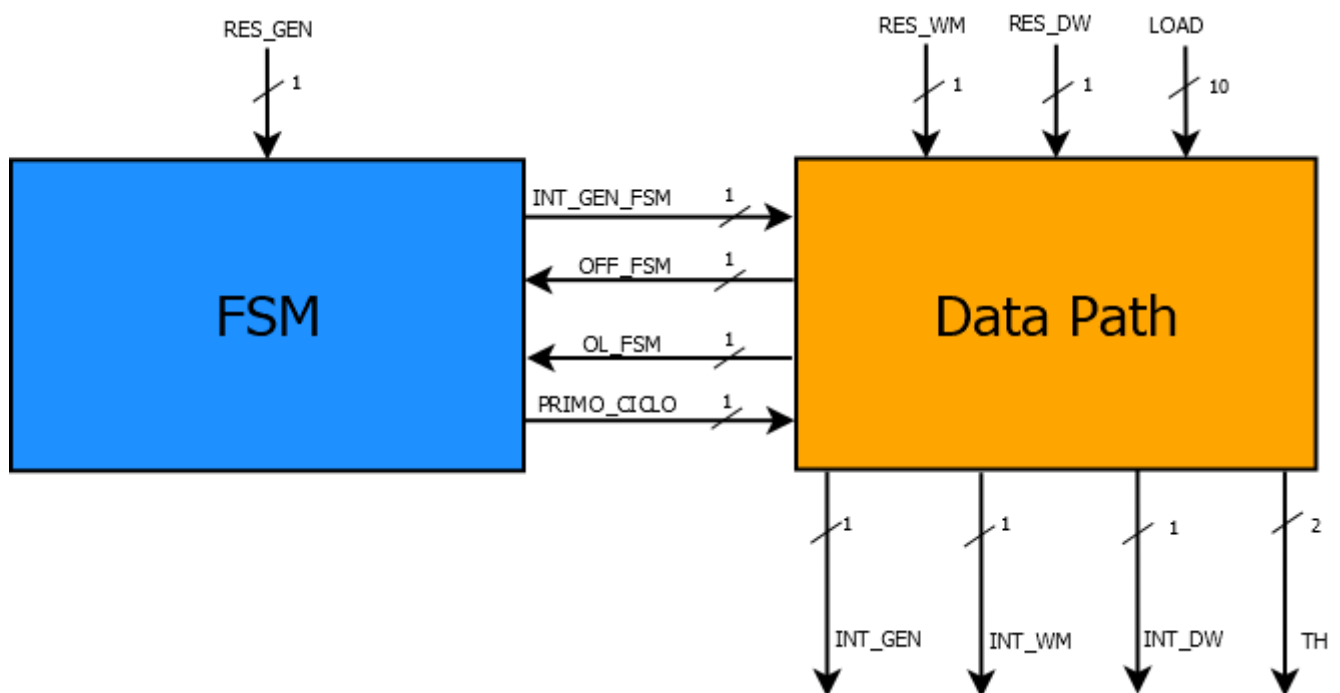 RES_GEN
1
RES_WM
1
RES_DW
1
LOAD
10
FSM
INT_GEN_FSM
1
OFF_FSM
1
OL_FSM
1
PRIMO_CICLO
1
Data Path
1
1
1
2
INT_GEN
INT_WM
INT_DW
TH